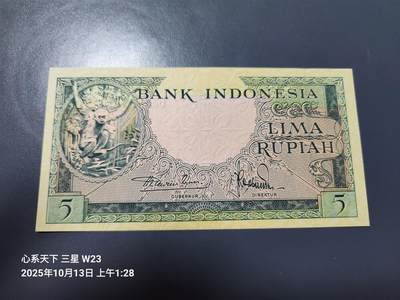 BANK INDONESIA
LIMA
RUPIAH
GUBERNUR
DIREKTUR
5 5
心系天下 三星 W23
2025年10月13日 上午1:28